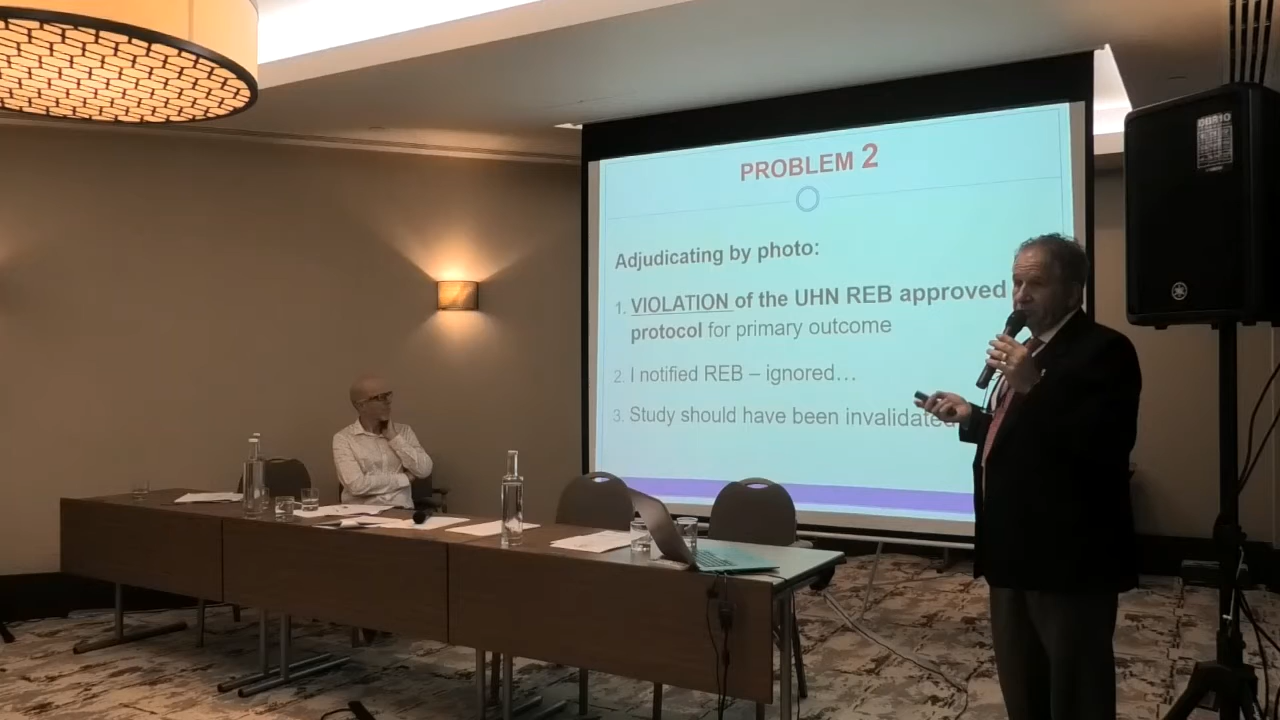 PROBLEM 2
Adjudicating by photo:
1. VIOLATION of the UHN REB approved
protocol for primary outcome
2. I notified REB – ignored...
3. Study should have been invalidated
DBR10